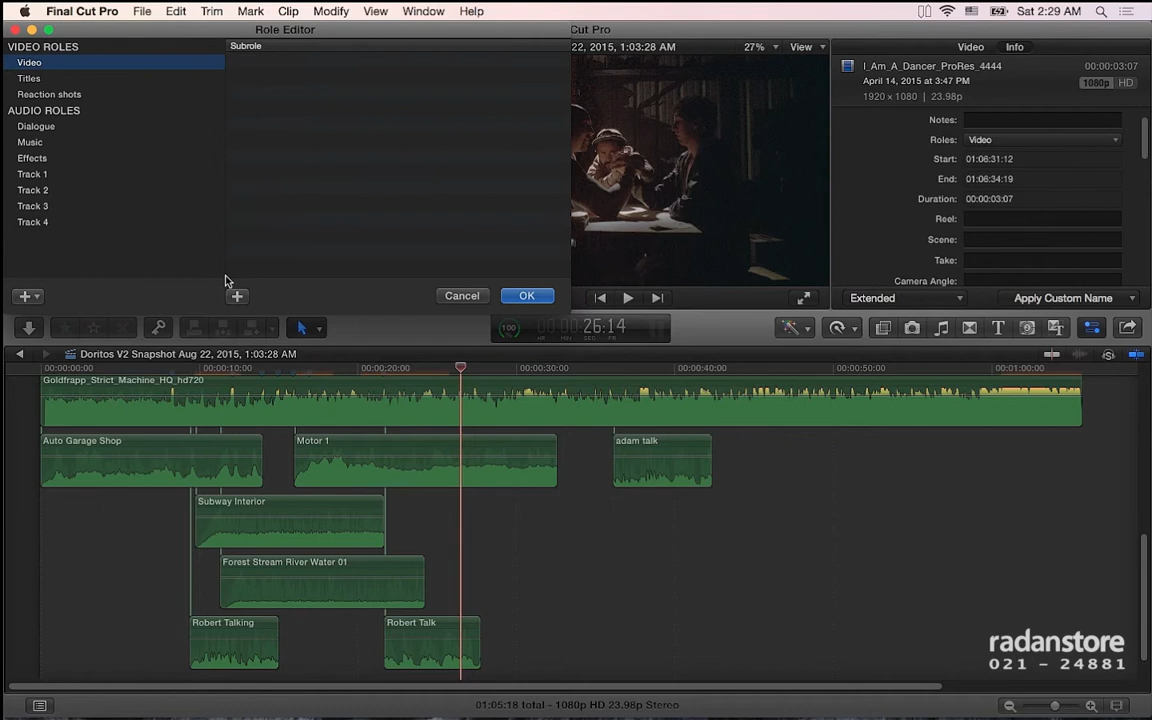 Final Cut Pro File Edit Trim Mark Clip Modify View Window Help Sat 2:29 AM
Role Editor
Cut Pro
VIDEO ROLES
Video
Titles
Reaction shots
AUDIO ROLES
Dialogue
Music
Effects
Track 1
Track 2
Track 3
Track 4
Subrole
Cancel OK
22, 2015, 1:03:28 AM 27% View
Video Info
I_Am_A_Dancer_ProRes_4444 00:00:03:07
April 14, 2015 at 3:47 PM 1080p HD
1920 × 1080 | 23.98p
Notes:
Roles: Video
Start: 01:06:31:12
End: 01:06:34:19
Duration: 00:00:03:07
Reel:
Scene:
Take:
Camera Angle:
Extended Apply Custom Name
100 00:00:26:14
HR MIN SEC FR
Doritos V2 Snapshot Aug 22, 2015, 1:03:28 AM
00:00:00:00 00:00:10:00 00:00:20:00 00:00:30:00 00:00:40:00 00:00:50:00 00:01:00:00
Goldfrapp_Strict_Machine_HQ_hd720
Auto Garage Shop Motor 1 adam talk
Subway Interior
Forest Stream River Water 01
Robert Talking Robert Talk
radanstore
021 - 24881
01:05:18 total - 1080p HD 23.98p Stereo